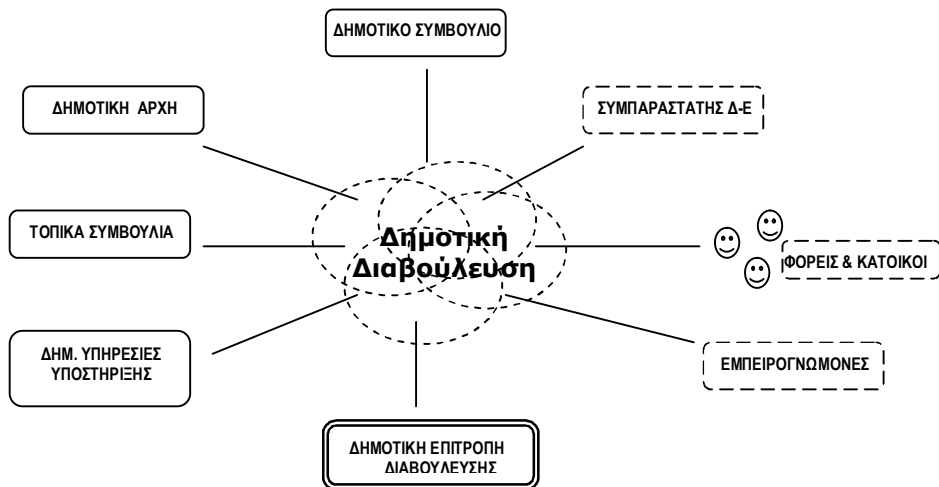 ΔΗΜΟΤΙΚΟ ΣΥΜΒΟΥΛΙΟ
ΔΗΜΟΤΙΚΗ ΑΡΧΗ
ΣΥΜΠΑΡΑΣΤΑΤΗΣ Δ-Ε
ΤΟΠΙΚΑ ΣΥΜΒΟΥΛΙΑ
Δημοτική
Διαβούλευση
ΦΟΡΕΙΣ & ΚΑΤΟΙΚΟΙ
ΔΗΜ. ΥΠΗΡΕΣΙΕΣ
ΥΠΟΣΤΗΡΙΞΗΣ
ΕΜΠΕΙΡΟΓΝΩΜΟΝΕΣ
ΔΗΜΟΤΙΚΗ ΕΠΙΤΡΟΠΗ
ΔΙΑΒΟΥΛΕΥΣΗΣ